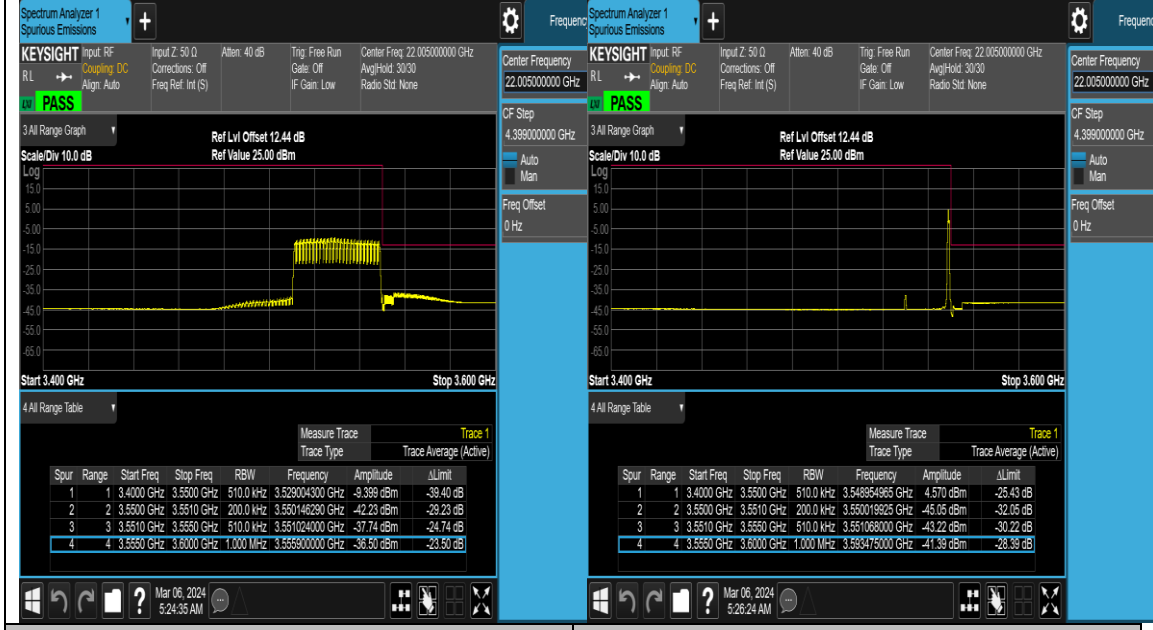 Spectrum Analyzer 1
Spurious Emissions
+
Frequenc
KEYSIGHT Input: RF Input Z: 50 Ω Atten: 40 dB Trig: Free Run Center Freq: 22.005000000 GHz
RL Coupling: DC Corrections: Off Gate: Off Avg|Hold: 30/30
Align: Auto Freq Ref: Int (S) IF Gain: Low Radio Std: None
LXI PASS
Center Frequency
22.005000000 GHz
CF Step
4.399000000 GHz
Auto
Man
Freq Offset
0 Hz
3 All Range Graph
Ref Lvl Offset 12.44 dB
Scale/Div 10.0 dB Ref Value 25.00 dBm
Log
15.0
5.00
-5.00
-15.0
-25.0
-35.0
-45.0
-55.0
-65.0
Start 3.400 GHz Stop 3.600 GHz
4 All Range Table
Measure Trace Trace 1
Trace Type Trace Average (Active)
Spur Range Start Freq Stop Freq RBW Frequency Amplitude ΔLimit
1 1 3.4000 GHz 3.5500 GHz 510.0 kHz 3.529004300 GHz -9.399 dBm -39.40 dB
2 2 3.5500 GHz 3.5510 GHz 200.0 kHz 3.550146290 GHz -42.23 dBm -29.23 dB
3 3 3.5510 GHz 3.5550 GHz 510.0 kHz 3.551024000 GHz -37.74 dBm -24.74 dB
4 4 3.5550 GHz 3.6000 GHz 1.000 MHz 3.555900000 GHz -36.50 dBm -23.50 dB
?
Mar 06, 2024
5:24:35 AM
Spectrum Analyzer 1
Spurious Emissions
+
Frequenc
KEYSIGHT Input: RF Input Z: 50 Ω Atten: 40 dB Trig: Free Run Center Freq: 22.005000000 GHz
RL Coupling: DC Corrections: Off Gate: Off Avg|Hold: 30/30
Align: Auto Freq Ref: Int (S) IF Gain: Low Radio Std: None
LXI PASS
Center Frequency
22.005000000 GHz
CF Step
4.399000000 GHz
Auto
Man
Freq Offset
0 Hz
3 All Range Graph
Ref Lvl Offset 12.44 dB
Scale/Div 10.0 dB Ref Value 25.00 dBm
Log
15.0
5.00
-5.00
-15.0
-25.0
-35.0
-45.0
-55.0
-65.0
Start 3.400 GHz Stop 3.600 GHz
4 All Range Table
Measure Trace Trace 1
Trace Type Trace Average (Active)
Spur Range Start Freq Stop Freq RBW Frequency Amplitude ΔLimit
1 1 3.4000 GHz 3.5500 GHz 510.0 kHz 3.548954965 GHz 4.570 dBm -25.43 dB
2 2 3.5500 GHz 3.5510 GHz 200.0 kHz 3.550019925 GHz -45.05 dBm -32.05 dB
3 3 3.5510 GHz 3.5550 GHz 510.0 kHz 3.551068000 GHz -43.22 dBm -30.22 dB
4 4 3.5550 GHz 3.6000 GHz 1.000 MHz 3.593475000 GHz -41.39 dBm -28.39 dB
?
Mar 06, 2024
5:26:24 AM